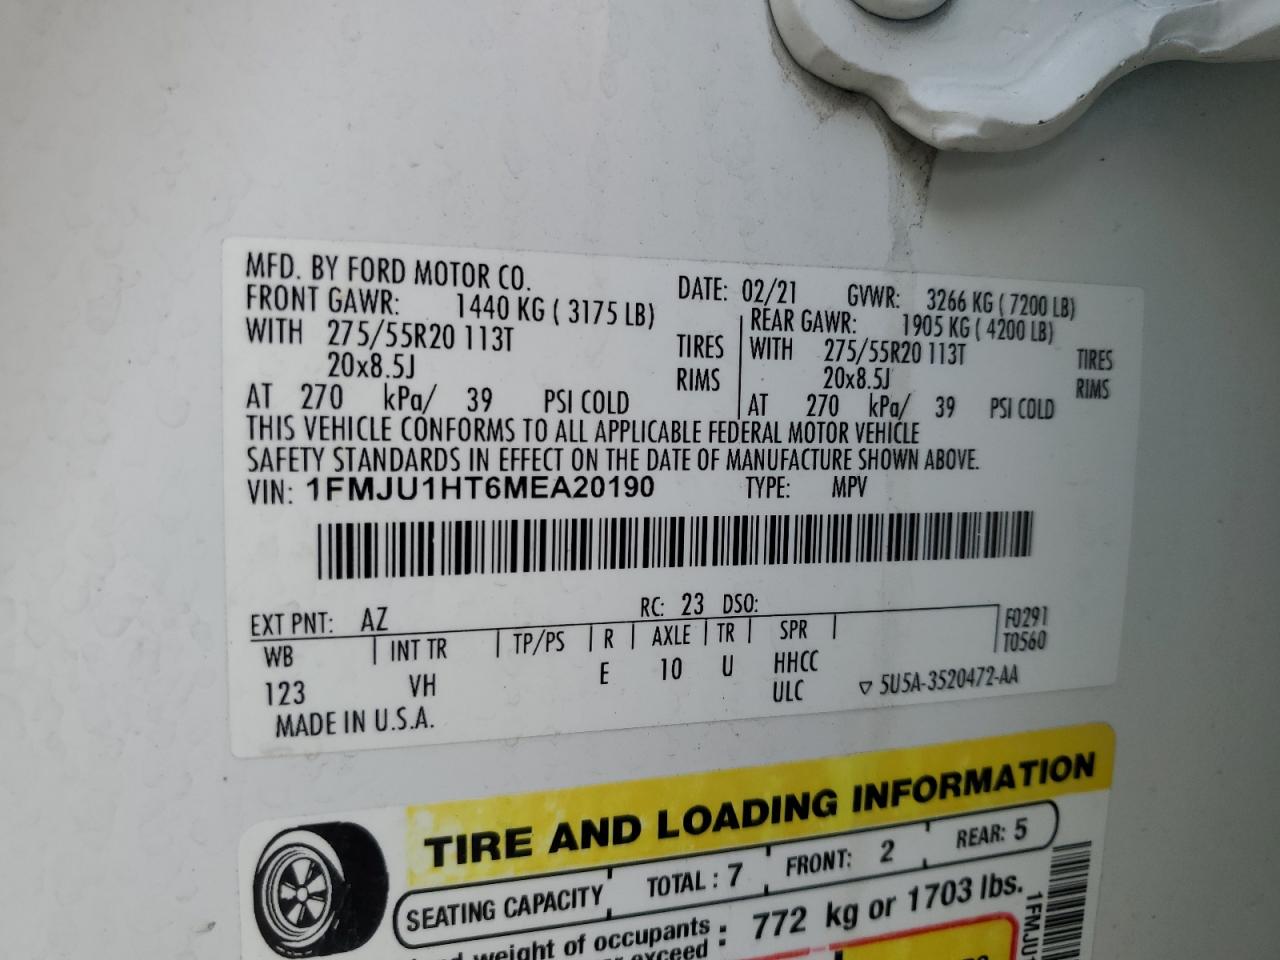 MFD. BY FORD MOTOR CO. DATE: 02/21 GVWR: 3266 KG ( 7200 LB)
FRONT GAWR: 1440 KG ( 3175 LB) REAR GAWR: 1905 KG ( 4200 LB)
WITH 275/55R20 113T TIRES WITH 275/55R20 113T TIRES
20x8.5J RIMS 20x8.5J RIMS
AT 270 kPa/ 39 PSI COLD AT 270 kPa/ 39 PSI COLD
THIS VEHICLE CONFORMS TO ALL APPLICABLE FEDERAL MOTOR VEHICLE
SAFETY STANDARDS IN EFFECT ON THE DATE OF MANUFACTURE SHOWN ABOVE.
VIN: 1FMJU1HT6MEA20190 TYPE: MPV
EXT PNT: AZ RC: 23 DSO:
WB INT TR TP/PS R AXLE TR SPR F0291
T0560
123 VH E 10 U HHCC
ULC ▽ 5U5A-3520472-AA
MADE IN U.S.A.
TIRE AND LOADING INFORMATION
SEATING CAPACITY TOTAL : 7 FRONT: 2 REAR: 5
weight of occupants : 772 kg or 1703 lbs.
exceed
1FMJU1